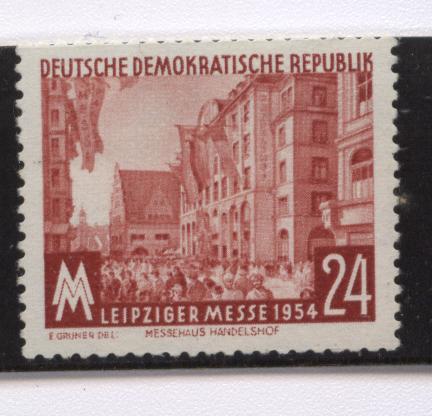 DEUTSCHE DEMOKRATISCHE REPUBLIK
MM
24
LEIPZIGER MESSE 1954
E GRUNER DEL: MESSEHAUS HANDELSHOF